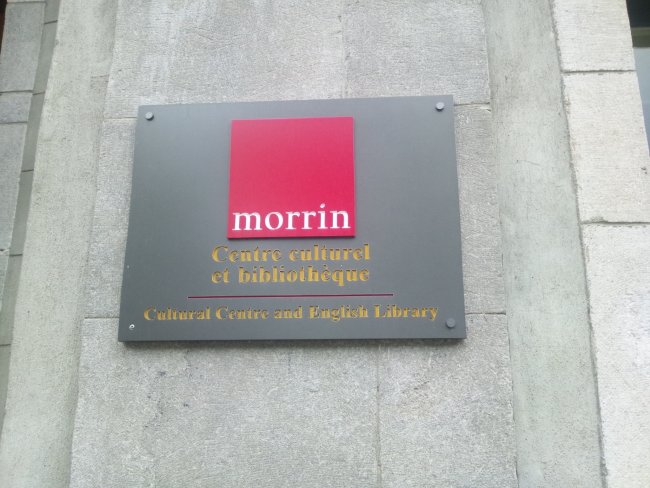 morrin
Centre culturel
et bibliothèque
Cultural Centre and English Library